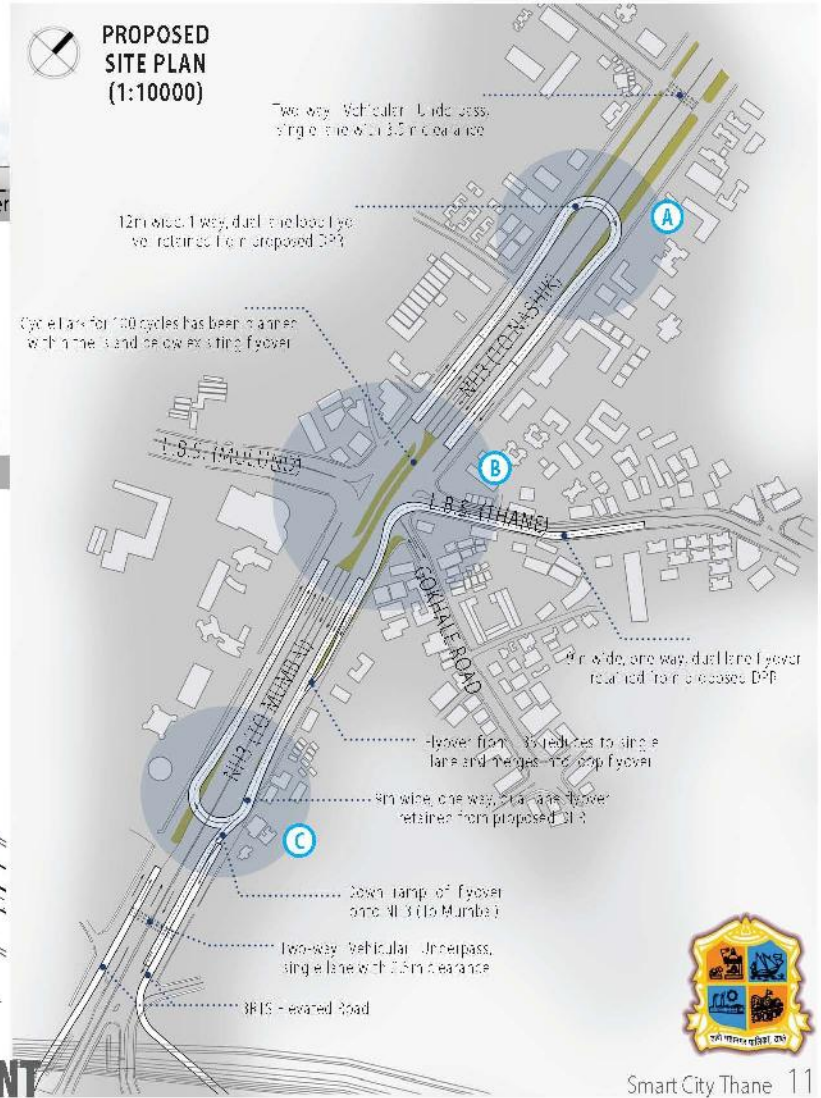 PROPOSED
SITE PLAN
(1:10000)
Two way Vehicular Underpass,
single lane with 3.5m clearance
A
12m wide, 1 way, dual lane loop flyo
ver retained from proposed DPR
NH3 (TO NASHIK)
Cycle Park for 100 cycles has been planned
within the island below existing flyover
L.B.S. (MULUND)
B
L.B.S. (THANE)
GOKHALE ROAD
9m wide, one way, dual lane flyover
retained from proposed DPR
NH3 (TO MUMBAI)
Flyover from reduces to single
lane and merges into loop flyover
9m wide, one way, dual lane flyover
retained from proposed
C
Down ramp of flyover
onto NH3 (To Mumbai)
Two-way Vehicular Underpass,
single lane with clearance
BRTS Elevated Road
NT
Smart City Thane 11